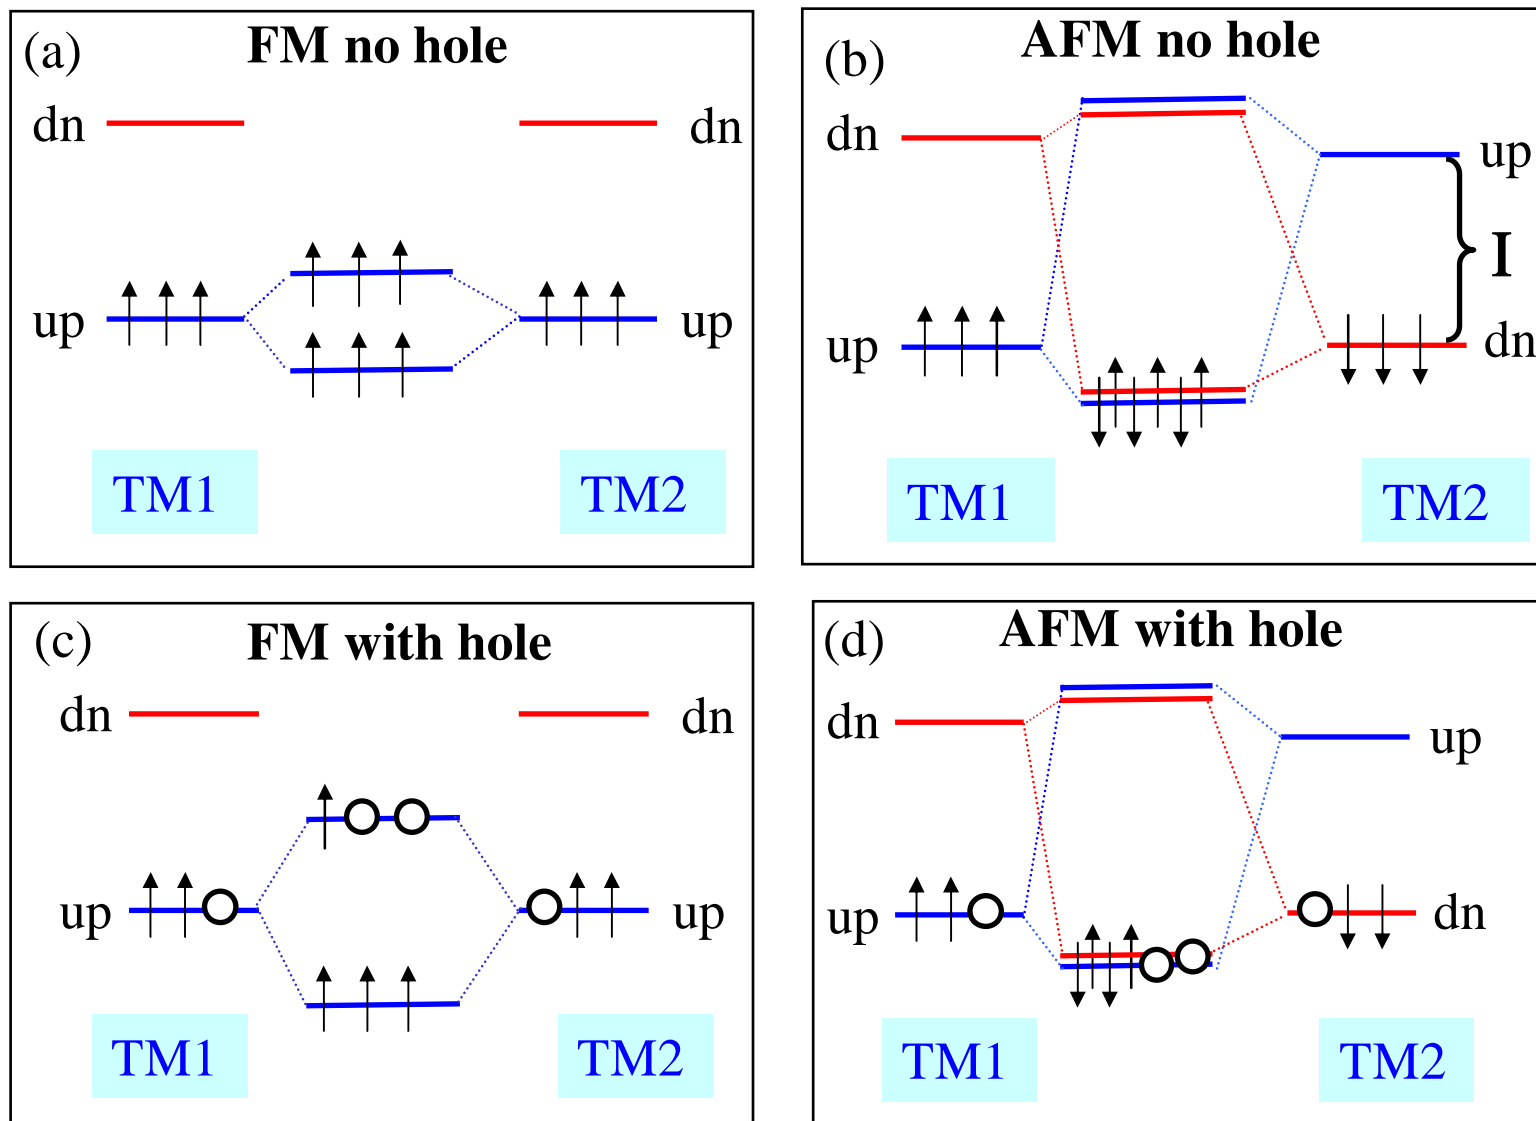 (a) FM no hole
dn dn
up up
TM1 TM2
(b) AFM no hole
dn up
I
up dn
TM1 TM2
(c) FM with hole
dn dn
up up
TM1 TM2
(d) AFM with hole
dn up
up dn
TM1 TM2